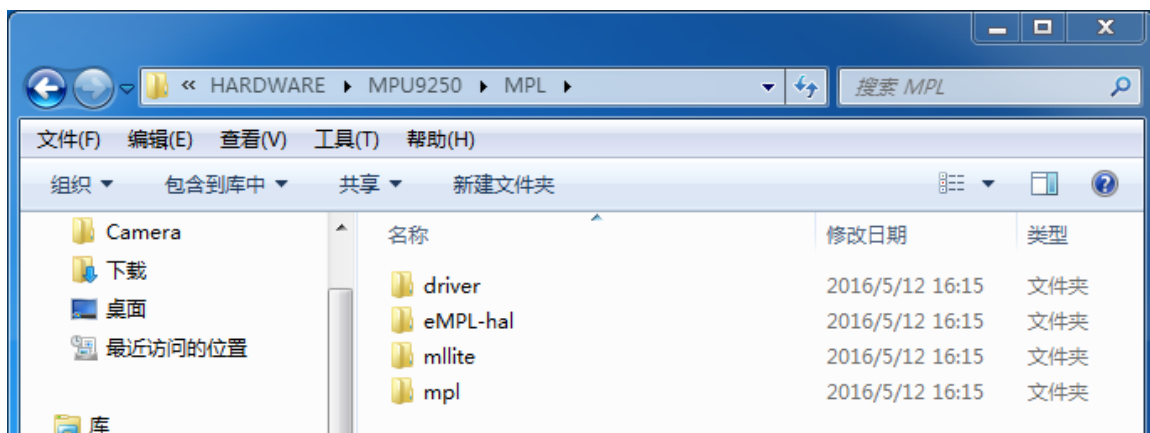 « HARDWARE ▸ MPU9250 ▸ MPL ▸ 搜索 MPL
文件(F) 编辑(E) 查看(V) 工具(T) 帮助(H)
组织 包含到库中 共享 新建文件夹
Camera
下载
桌面
最近访问的位置
库
名称 修改日期 类型
driver 2016/5/12 16:15 文件夹
eMPL-hal 2016/5/12 16:15 文件夹
mllite 2016/5/12 16:15 文件夹
mpl 2016/5/12 16:15 文件夹